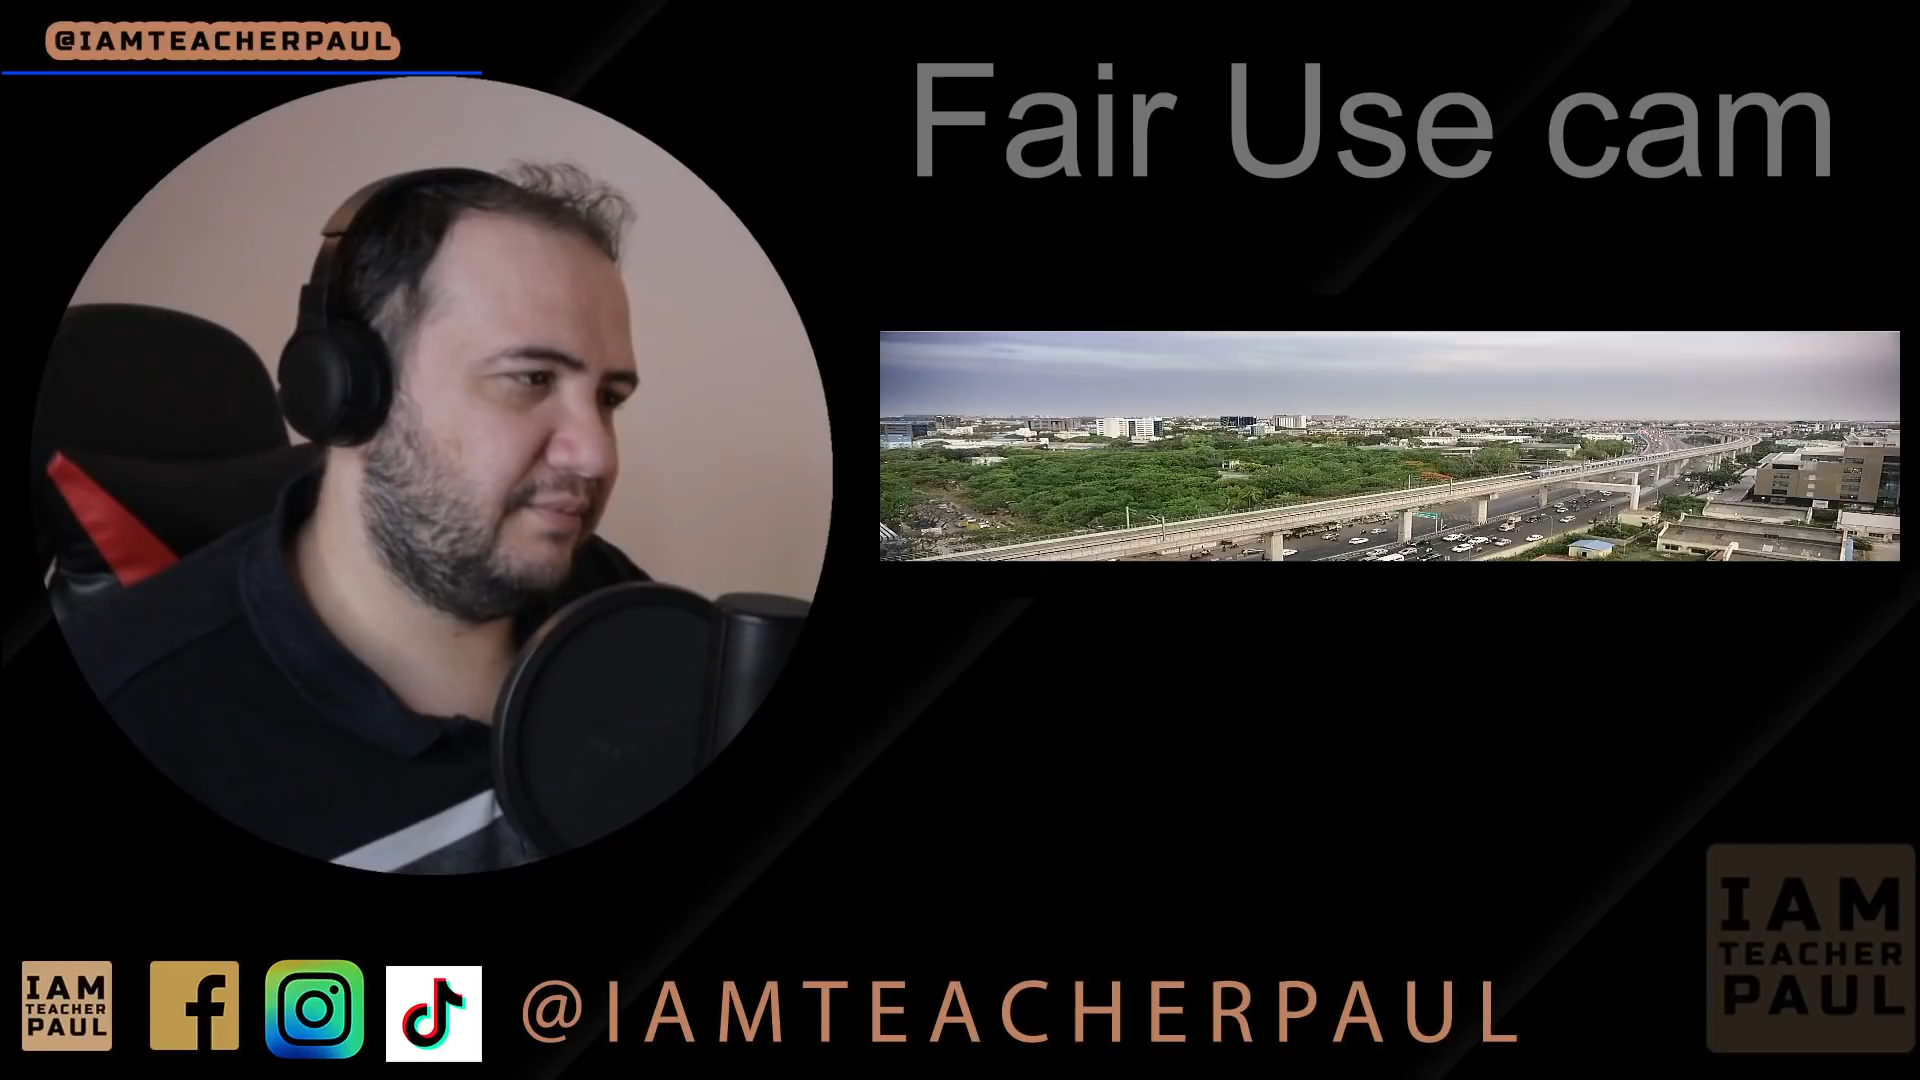 @IAMTEACHERPAUL
Fair Use cam
IAM
TEACHER
PAUL
@IAMTEACHERPAUL
IAM
TEACHER
PAUL